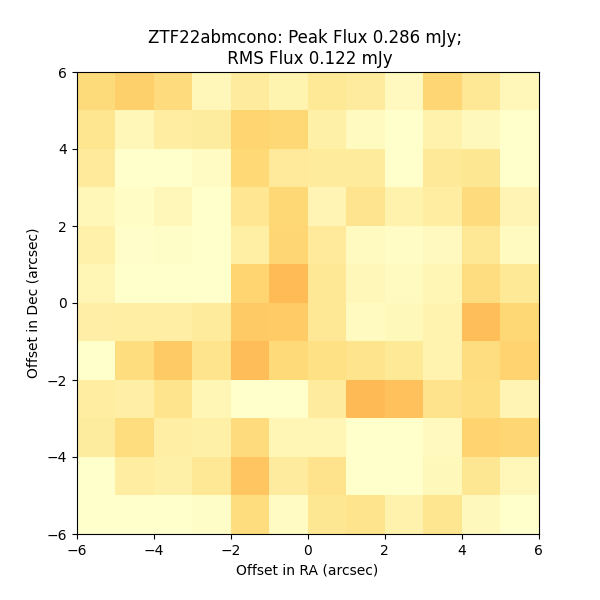 ZTF22abmcono: Peak Flux 0.286 mJy;
RMS Flux 0.122 mJy
6
4
2
0
−2
−4
−6
Offset in Dec (arcsec)
−6 −4 −2 0 2 4 6
Offset in RA (arcsec)